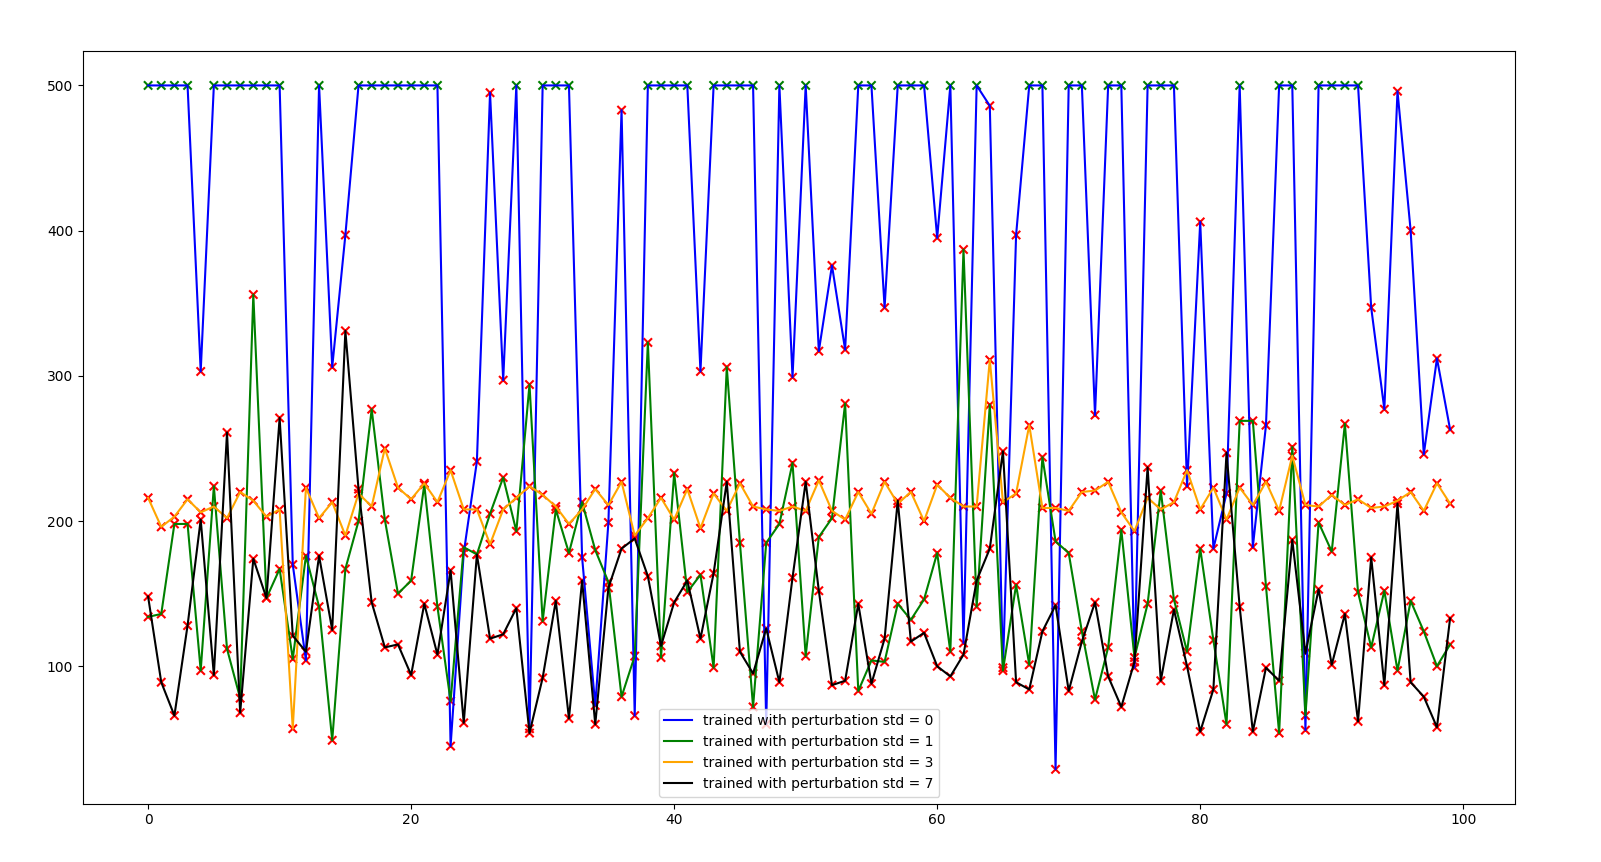 500
400
300
200
100
0
20
40
60
80
100
trained with perturbation std = 0
trained with perturbation std = 1
trained with perturbation std = 3
trained with perturbation std = 7